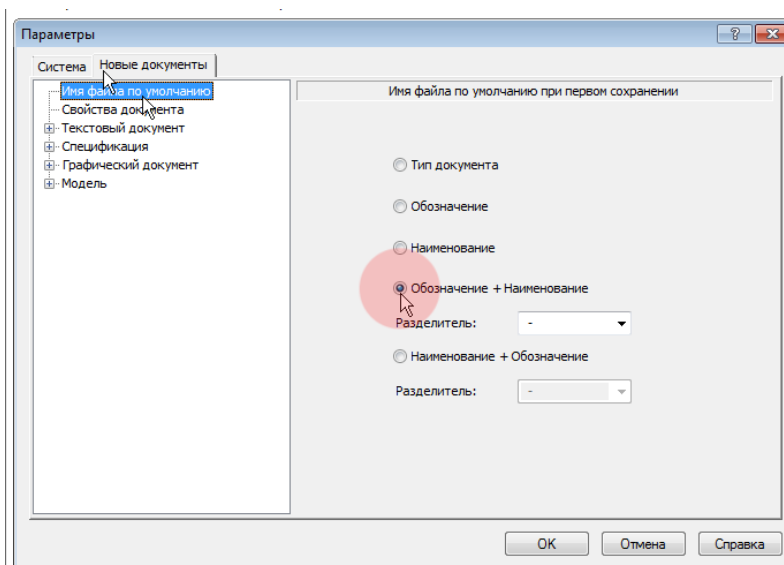 Параметры
Система Новые документы
Имя файла по умолчанию
Свойства документа
Текстовый документ
Спецификация
Графический документ
Модель
Имя файла по умолчанию при первом сохранении
Тип документа
Обозначение
Наименование
Обозначение + Наименование
Разделитель: -
Наименование + Обозначение
Разделитель: -
OK Отмена Справка